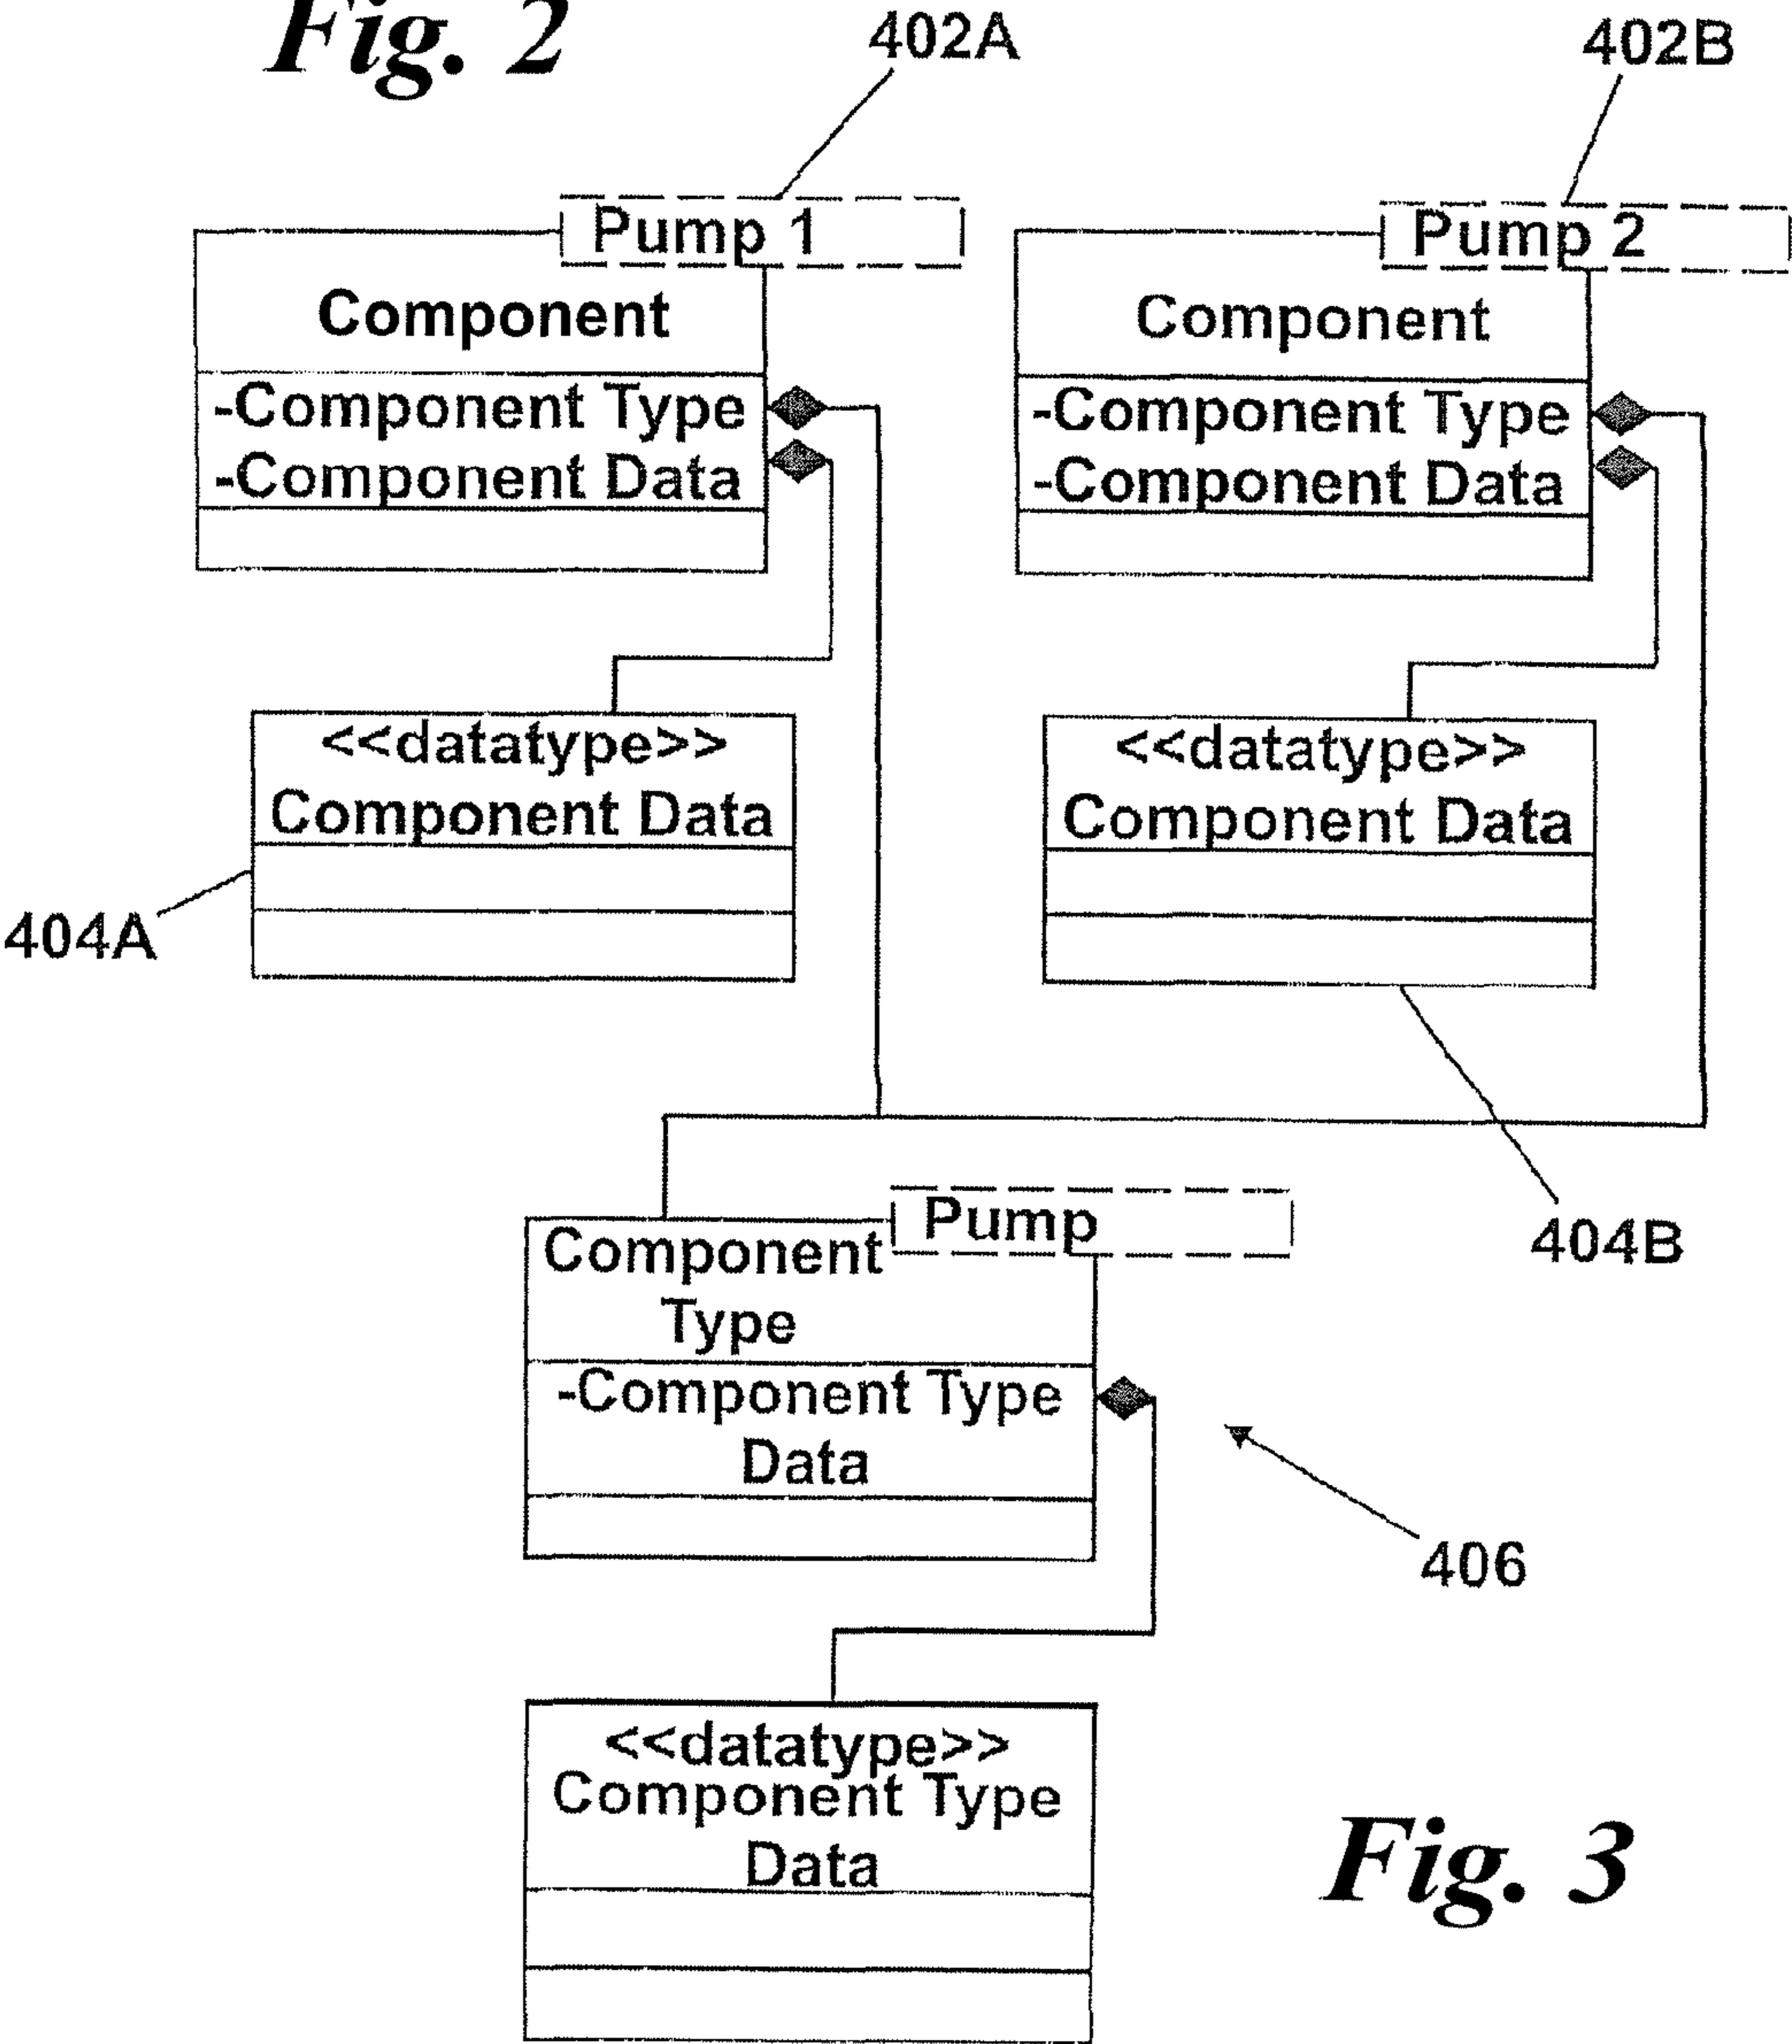 Fig. 2
402A
402B
Pump 1
Pump 2
Component
Component
-Component Type
-Component Data
-Component Type
-Component Data
<<datatype>>
Component Data
<<datatype>>
Component Data
404A
404B
Pump
Component
Type
-Component Type
Data
406
<<datatype>>
Component Type
Data
Fig. 3